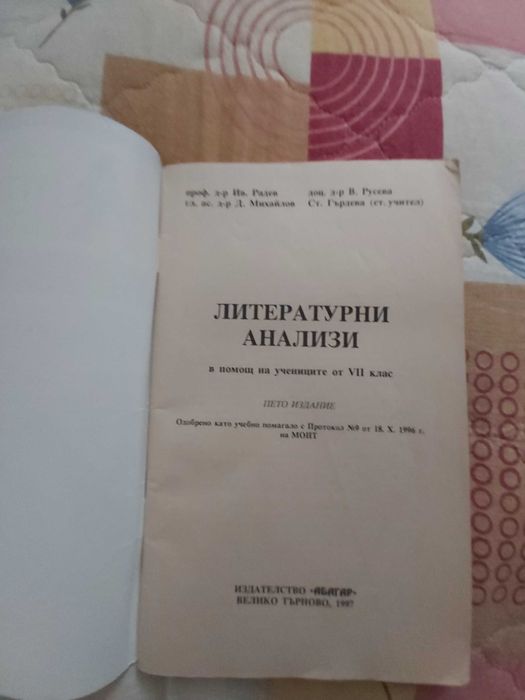 проф. д-р Ив. Радев доц. д-р В. Русева
гл. ас. д-р Д. Михайлов Ст. Гърдева (ст. учител)
ЛИТЕРАТУРНИ
АНАЛИЗИ
в помощ на учениците от VII клас
ПЕТО ИЗДАНИЕ
Одобрено като учебно помагало с Протокол №9 от 18. X. 1996 г.
на МОНТ
ИЗДАТЕЛСТВО «АБАГАР»
ВЕЛИКО ТЪРНОВО, 1997